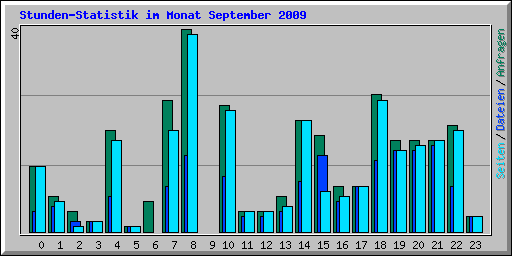 Stunden-Statistik im Monat September 2009
40
Seiten/Dateien/Anfragen
0 1 2 3 4 5 6 7 8 9 10 11 12 13 14 15 16 17 18 19 20 21 22 23